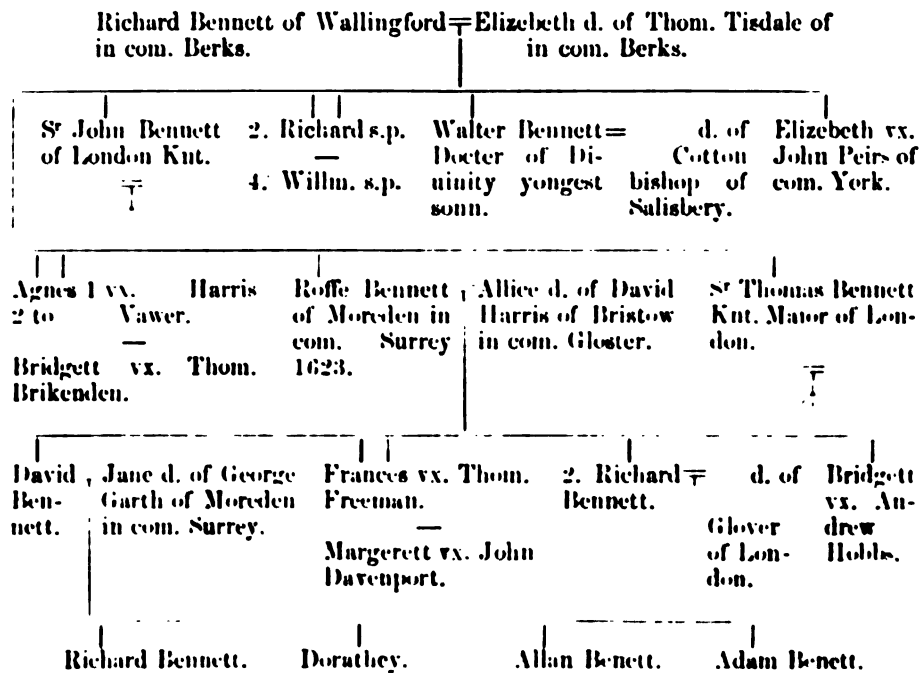 Richard Bennett of Wallingford = Elizebeth d. of Thom. Tisdale of
in com. Berks. in com. Berks.
Sr John Bennett
of London Knt.
2. Richard s.p.
—
4. Willm. s.p.
Walter Bennett =
Docter of Di-
uinity yongest
sonn.
d. of
Cotton
bishop of
Salisbery.
Elizebeth vx.
John Peirs of
com. York.
Agnes 1 vx. Harris
2 to Vawer.
—
Bridgett vx. Thom.
Brikenden.
Roffe Bennett
of Moreden in
com. Surrey
1623.
Allice d. of David
Harris of Bristow
in com. Gloster.
Sr Thomas Bennett
Knt. Maior of Lon-
don.
David
Ben-
nett.
Jane d. of George
Garth of Moreden
in com. Surrey.
Frances vx. Thom.
Freeman.
—
Margerett vx. John
Davenport.
2. Richard =
Bennett.
d. of
Glover
of Lon-
don.
Bridgett
vx. An-
drew
Hobbs.
Richard Bennett. Dorathey. Allan Benett. Adam Benett.